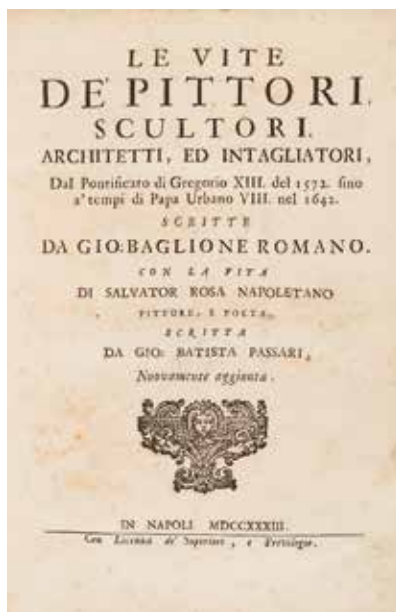 LE VITE
DE' PITTORI,
SCULTORI,
ARCHITETTI, ED INTAGLIATORI,
Dal Pontificato di Gregorio XIII. del 1572. fino
a' tempi di Papa Urbano VIII. nel 1642.
SCRITTE
DA GIO: BAGLIONE ROMANO.
CON LA VITA
DI SALVATOR ROSA NAPOLETANO
PITTORE, E POETA,
SCRITTA
DA GIO: BATISTA PASSARI,
Nuovamente aggiunta.
IN NAPOLI MDCCXXXIII.
Con Licenza de' Superiori, e Privilegio.